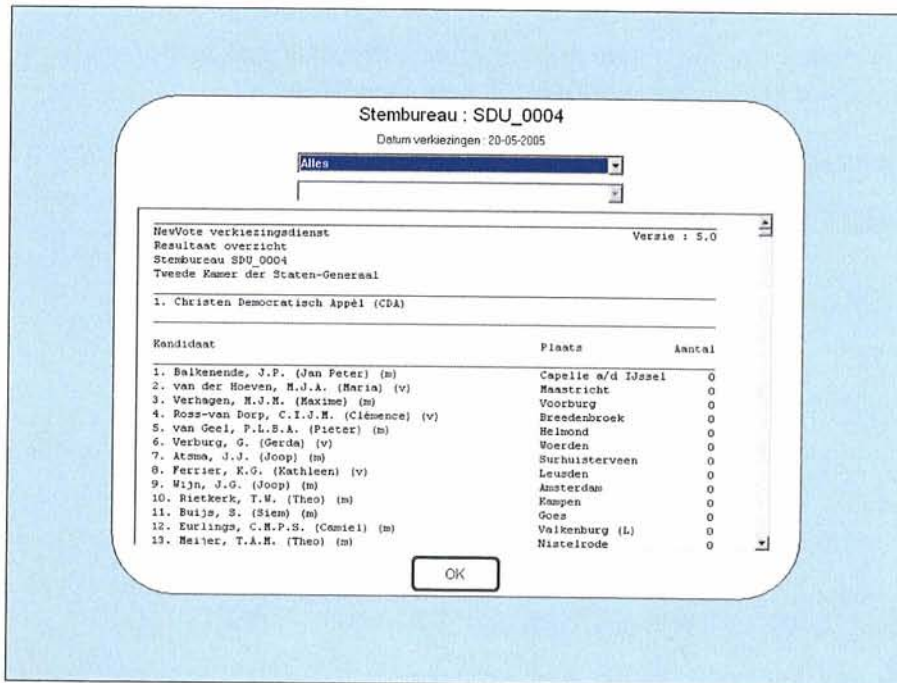 Stembureau : SDU_0004
Datum verkiezingen : 20-05-2005
Alles
NewVote verkiezingsdienst Versie : 5.0
Resultaat overzicht
Stembureau SDU_0004
Tweede Kamer der Staten-Generaal
1. Christen Democratisch Appèl (CDA)
Kandidaat Plaats Aantal
1. Balkenende, J.P. (Jan Peter) (m) Capelle a/d IJssel 0
2. van der Hoeven, M.J.A. (Maria) (v) Maastricht 0
3. Verhagen, M.J.M. (Maxime) (m) Voorburg 0
4. Ross-van Dorp, C.I.J.M. (Clémence) (v) Breedenbroek 0
5. van Geel, P.L.B.A. (Pieter) (m) Helmond 0
6. Verburg, G. (Gerda) (v) Woerden 0
7. Atsma, J.J. (Joop) (m) Surhuisterveen 0
8. Ferrier, K.G. (Kathleen) (v) Leusden 0
9. Wijn, J.G. (Joop) (m) Amsterdam 0
10. Rietkerk, T.W. (Theo) (m) Kampen 0
11. Buijs, S. (Siem) (m) Goes 0
12. Eurlings, C.M.P.S. (Camiel) (m) Valkenburg (L) 0
13. Meijer, T.A.M. (Theo) (m) Nistelrode 0
OK